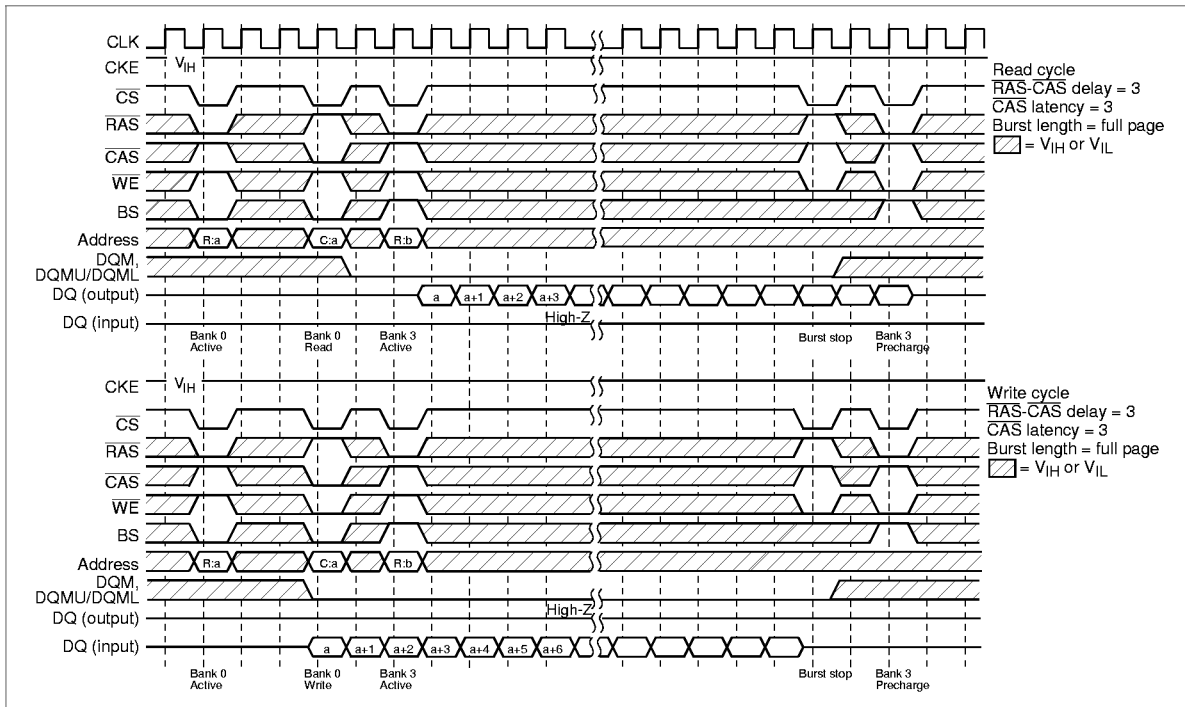 CLK
CKE VIH
CS
RAS
CAS
WE
BS
Address R:a C:a R:b
DQM,
DQMU/DQML
DQ (output) a a+1 a+2 a+3
High-Z
DQ (input)
Bank 0 Active
Bank 0 Read
Bank 3 Active
Burst stop
Bank 3 Precharge
Read cycle
RAS-CAS delay = 3
CAS latency = 3
Burst length = full page
= VIH or VIL
CKE VIH
CS
RAS
CAS
WE
BS
Address R:a C:a R:b
DQM,
DQMU/DQML
High-Z
DQ (output)
DQ (input) a a+1 a+2 a+3 a+4 a+5 a+6
Bank 0 Active
Bank 0 Write
Bank 3 Active
Burst stop
Bank 3 Precharge
Write cycle
RAS-CAS delay = 3
CAS latency = 3
Burst length = full page
= VIH or VIL